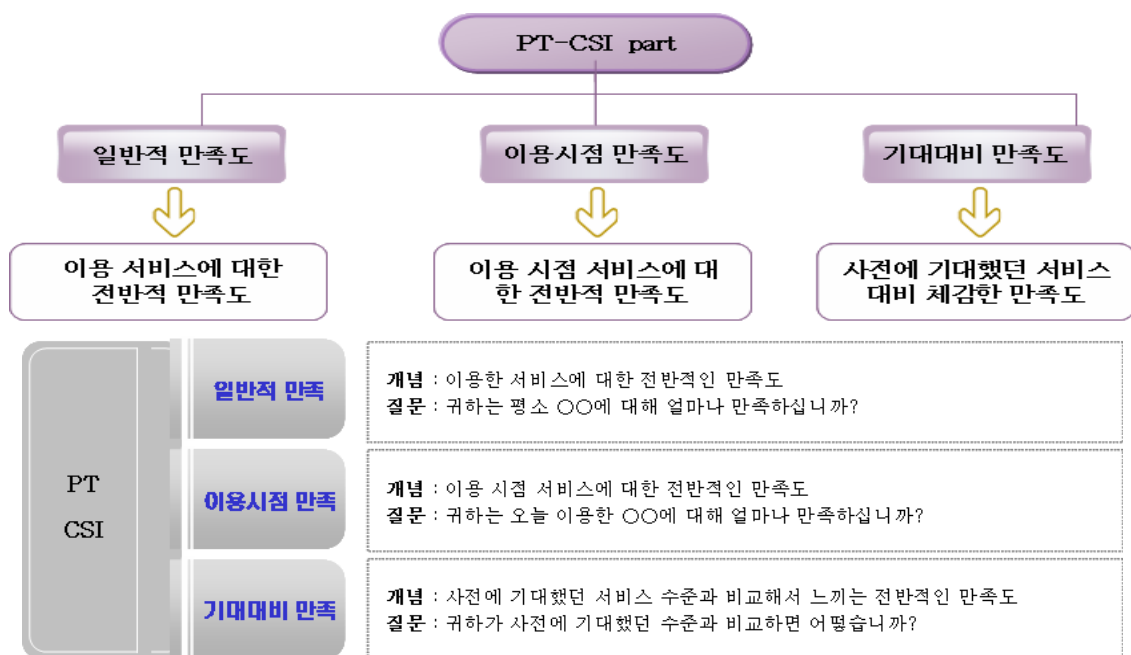 PT-CSI part
일반적 만족도
이용시점 만족도
기대대비 만족도
이용 서비스에 대한
전반적 만족도
이용 시점 서비스에 대
한 전반적 만족도
사전에 기대했던 서비스
대비 체감한 만족도
PT
CSI
일반적 만족
개념 : 이용한 서비스에 대한 전반적인 만족도
질문 : 귀하는 평소 ○○에 대해 얼마나 만족하십니까?
이용시점 만족
개념 : 이용 시점 서비스에 대한 전반적인 만족도
질문 : 귀하는 오늘 이용한 ○○에 대해 얼마나 만족하십니까?
기대대비 만족
개념 : 사전에 기대했던 서비스 수준과 비교해서 느끼는 전반적인 만족도
질문 : 귀하가 사전에 기대했던 수준과 비교하면 어떻습니까?